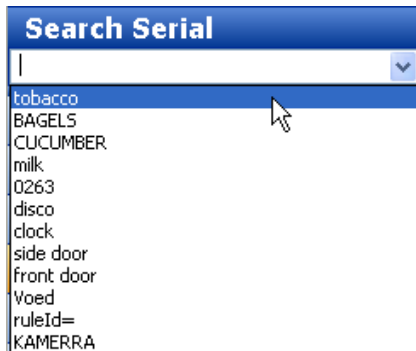 Search Serial
tobacco
BAGELS
CUCUMBER
milk
0263
disco
clock
side door
front door
Voed
ruleId=
KAMERRA